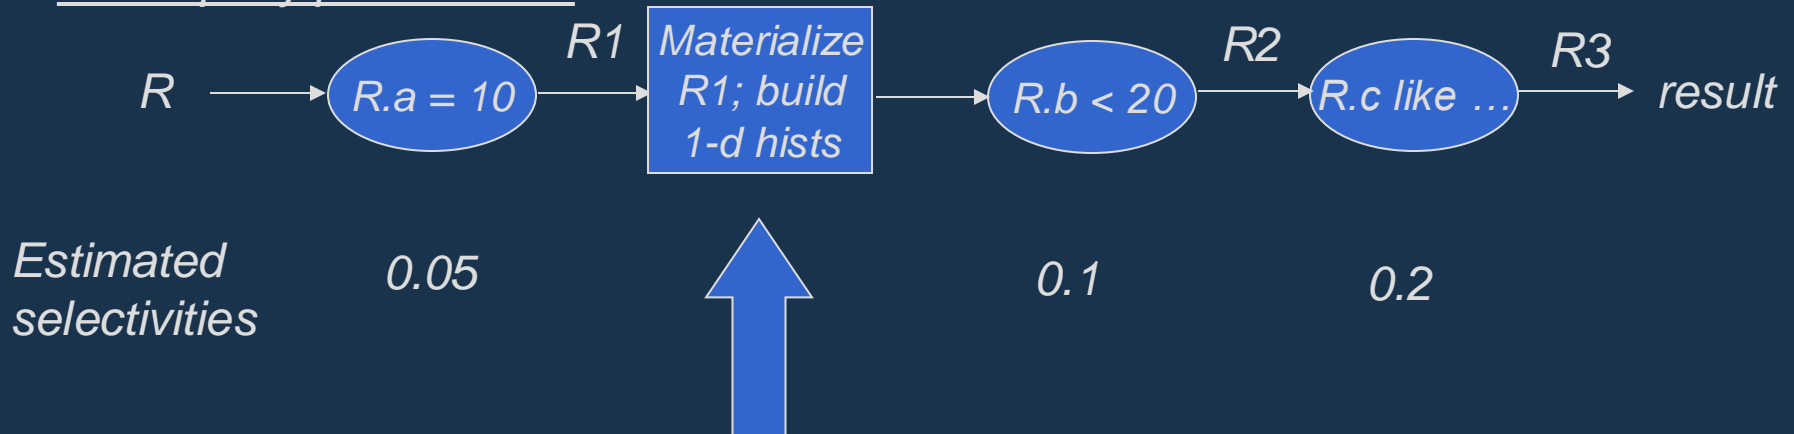 R
R.a = 10
R1
Materialize
R1; build
1-d hists
R.b < 20
R2
R.c like …
R3
result
Estimated
selectivities
0.05
0.1
0.2